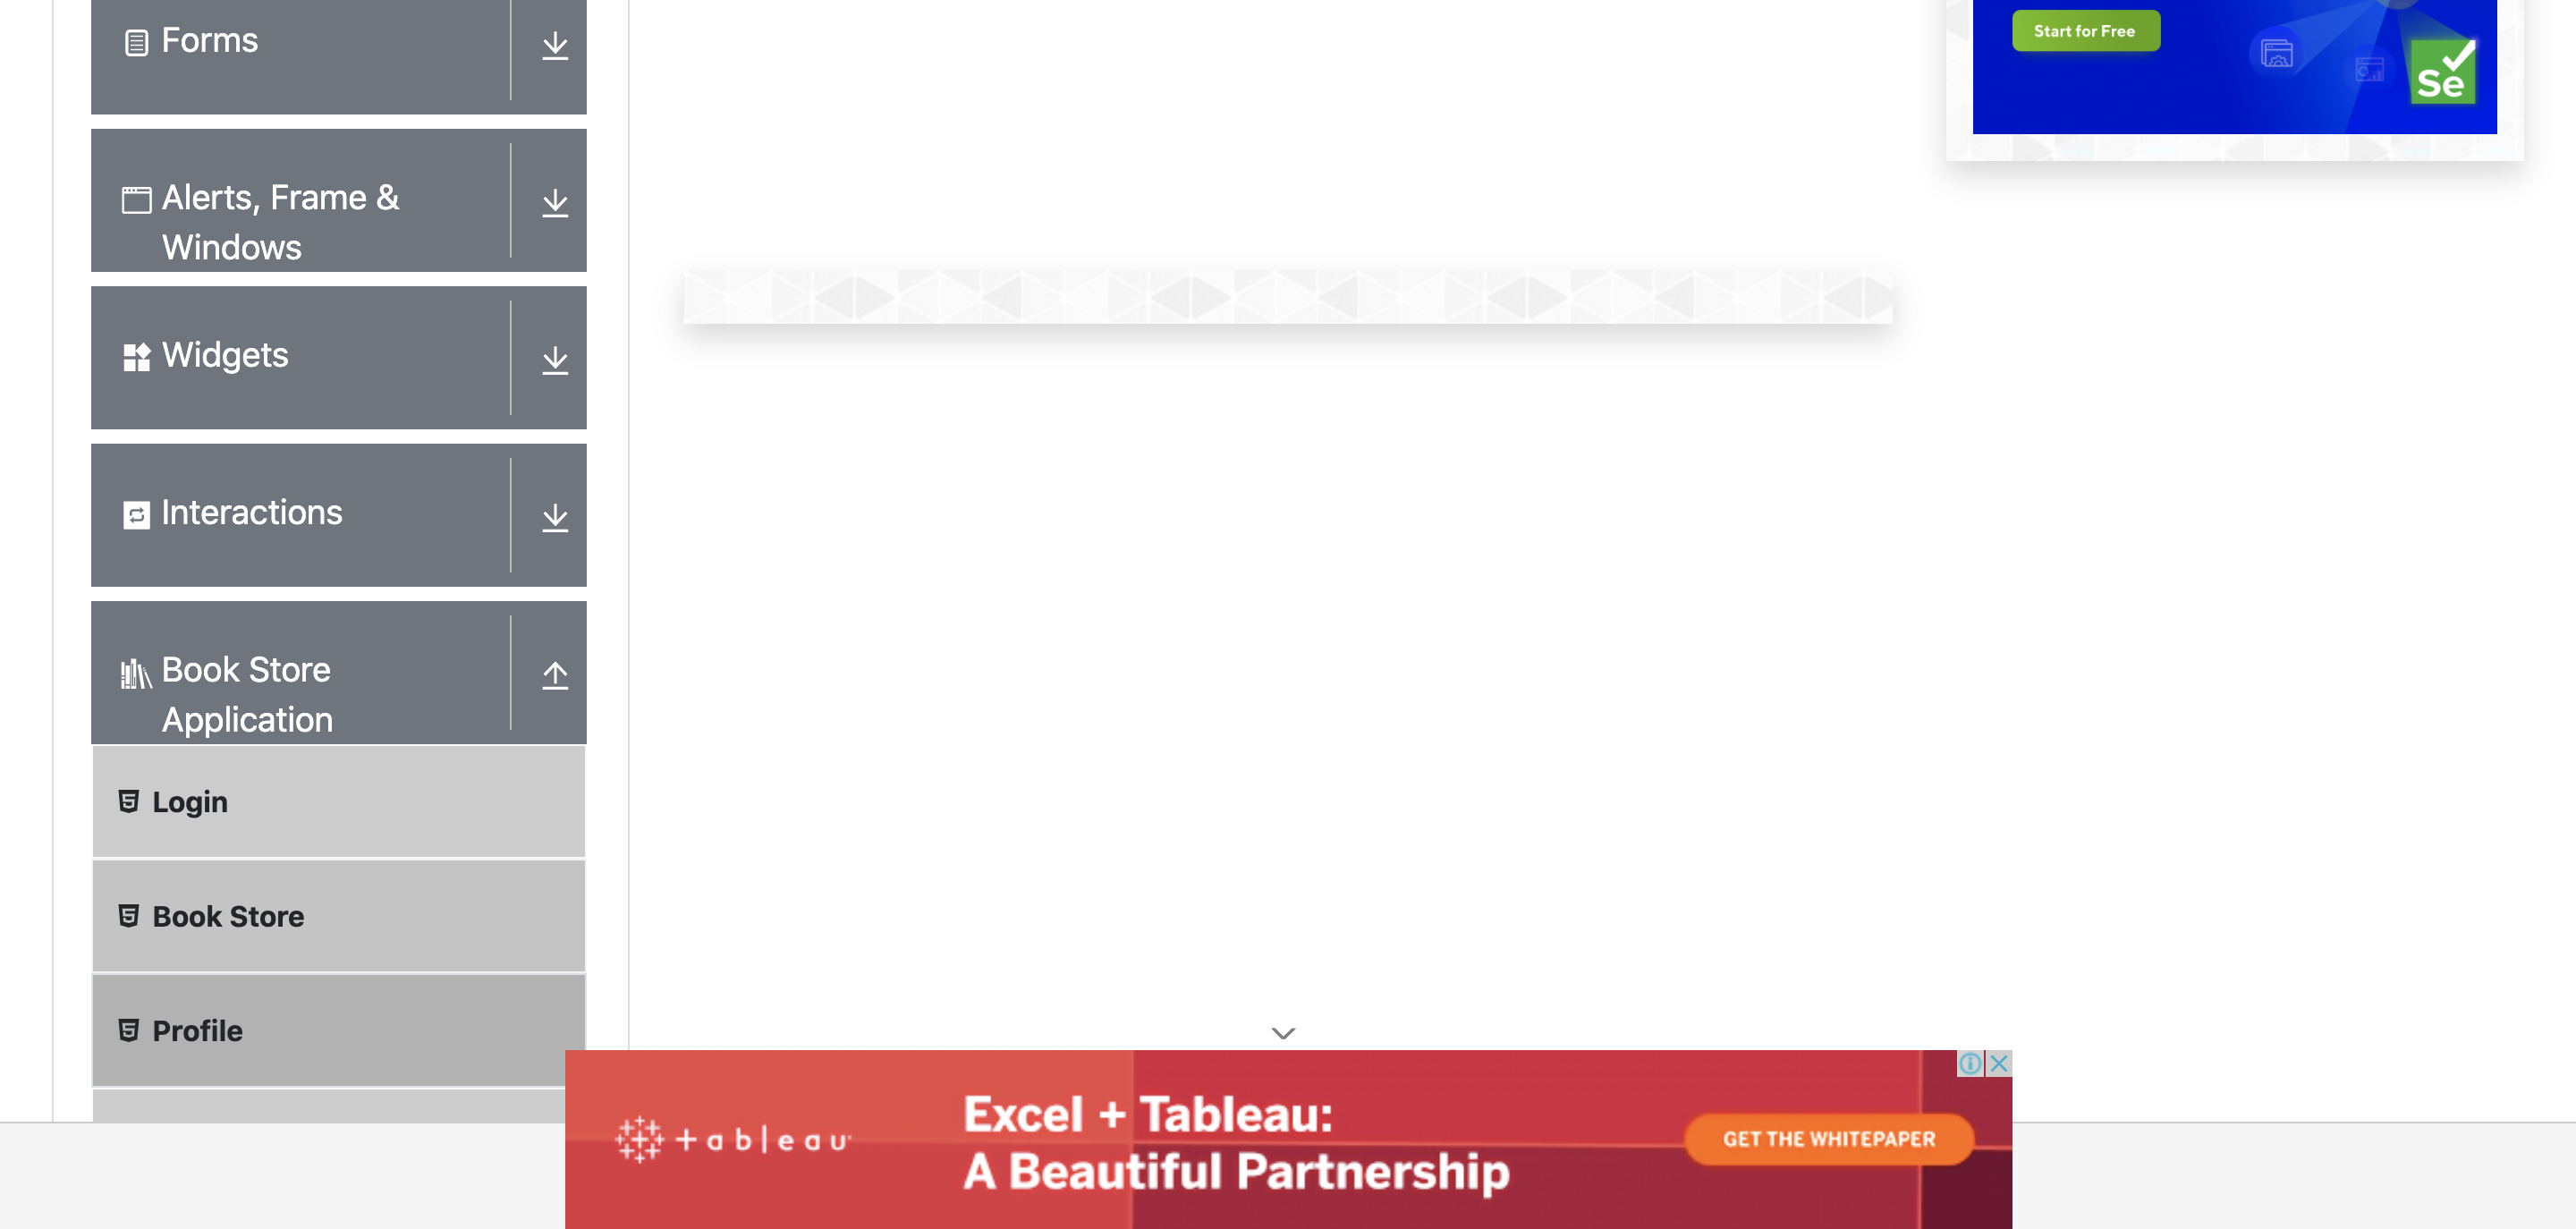 Forms
Alerts, Frame &
Windows
Widgets
Interactions
Book Store
Application
Login
Book Store
Profile
Start for Free
Se
+ableau
Excel + Tableau:
A Beautiful Partnership
GET THE WHITEPAPER